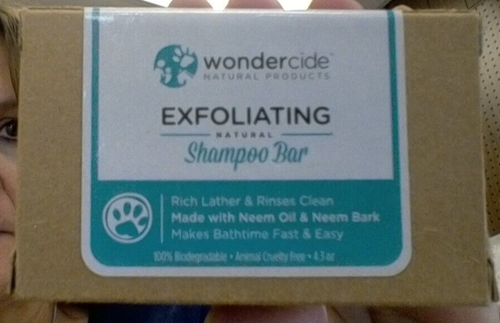 wondercide™
NATURAL PRODUCTS
EXFOLIATING
NATURAL
Shampoo Bar
Rich Lather & Rinses Clean
Made with Neem Oil & Neem Bark
Makes Bathtime Fast & Easy
100% Biodegradable • Animal Cruelty Free • 4.3 oz